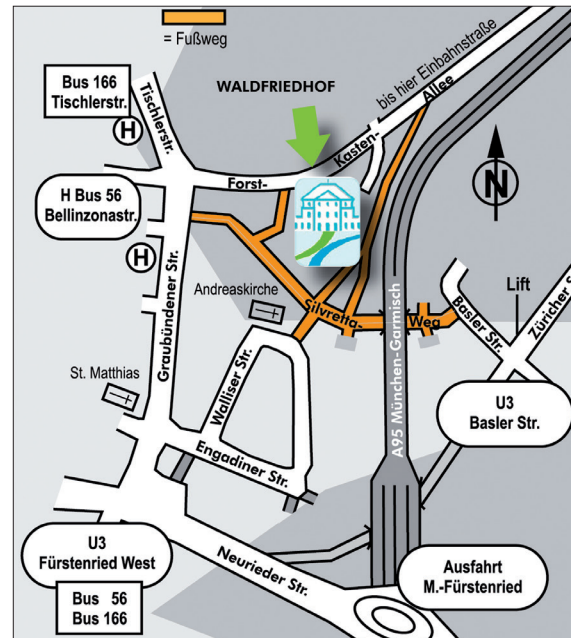 = Fußweg
Bus 166
Tischlerstr.
Tischlerstr.
WALDFRIEDHOF
bis hier Einbahnstraße
Forst-
Kasten-
Allee
H
H Bus 56
Bellinzonastr.
H
N
Graubündener Str.
Andreaskirche
Silvretta-
Weg
Basler Str.
Lift
Züricher S
St. Matthias
Walliser Str.
A95 München-Garmisch
U3
Basler Str.
Engadiner Str.
U3
Fürstenried West
Neurieder Str.
Ausfahrt
M.-Fürstenried
Bus 56
Bus 166